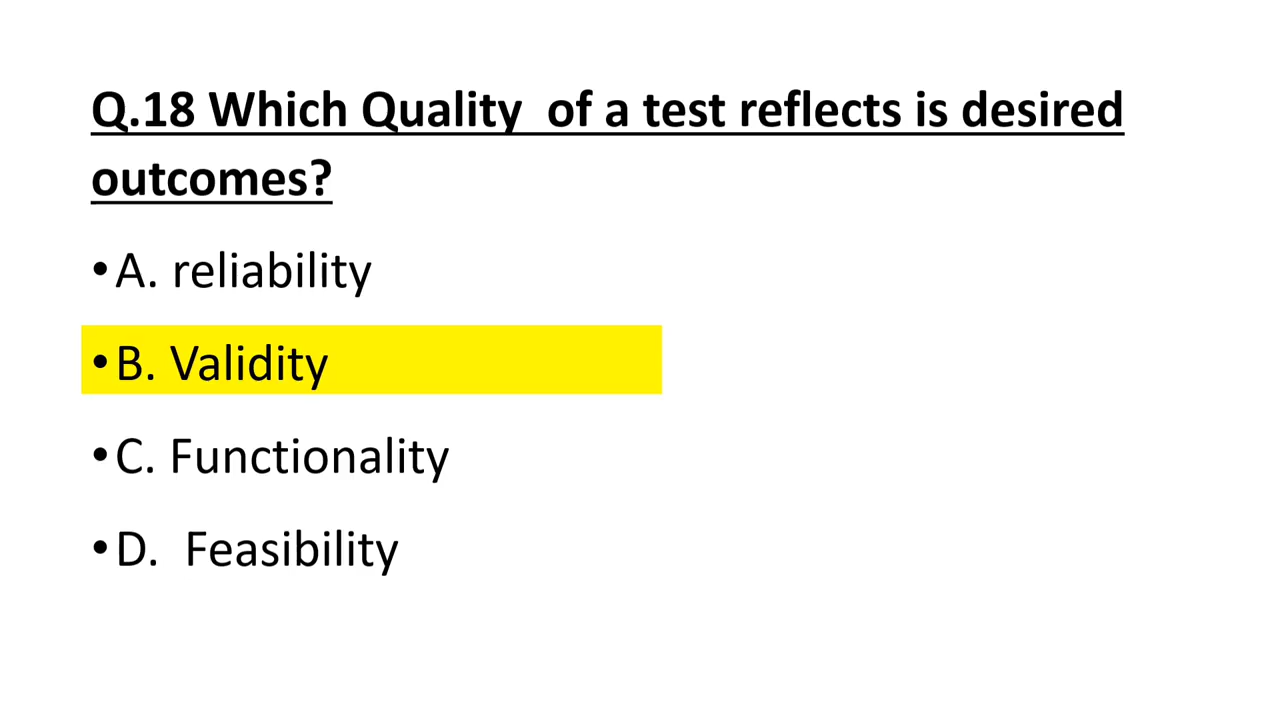 Q.18 Which Quality  of a test reflects is desired
outcomes?
•A. reliability
•B. Validity
•C. Functionality
•D.  Feasibility